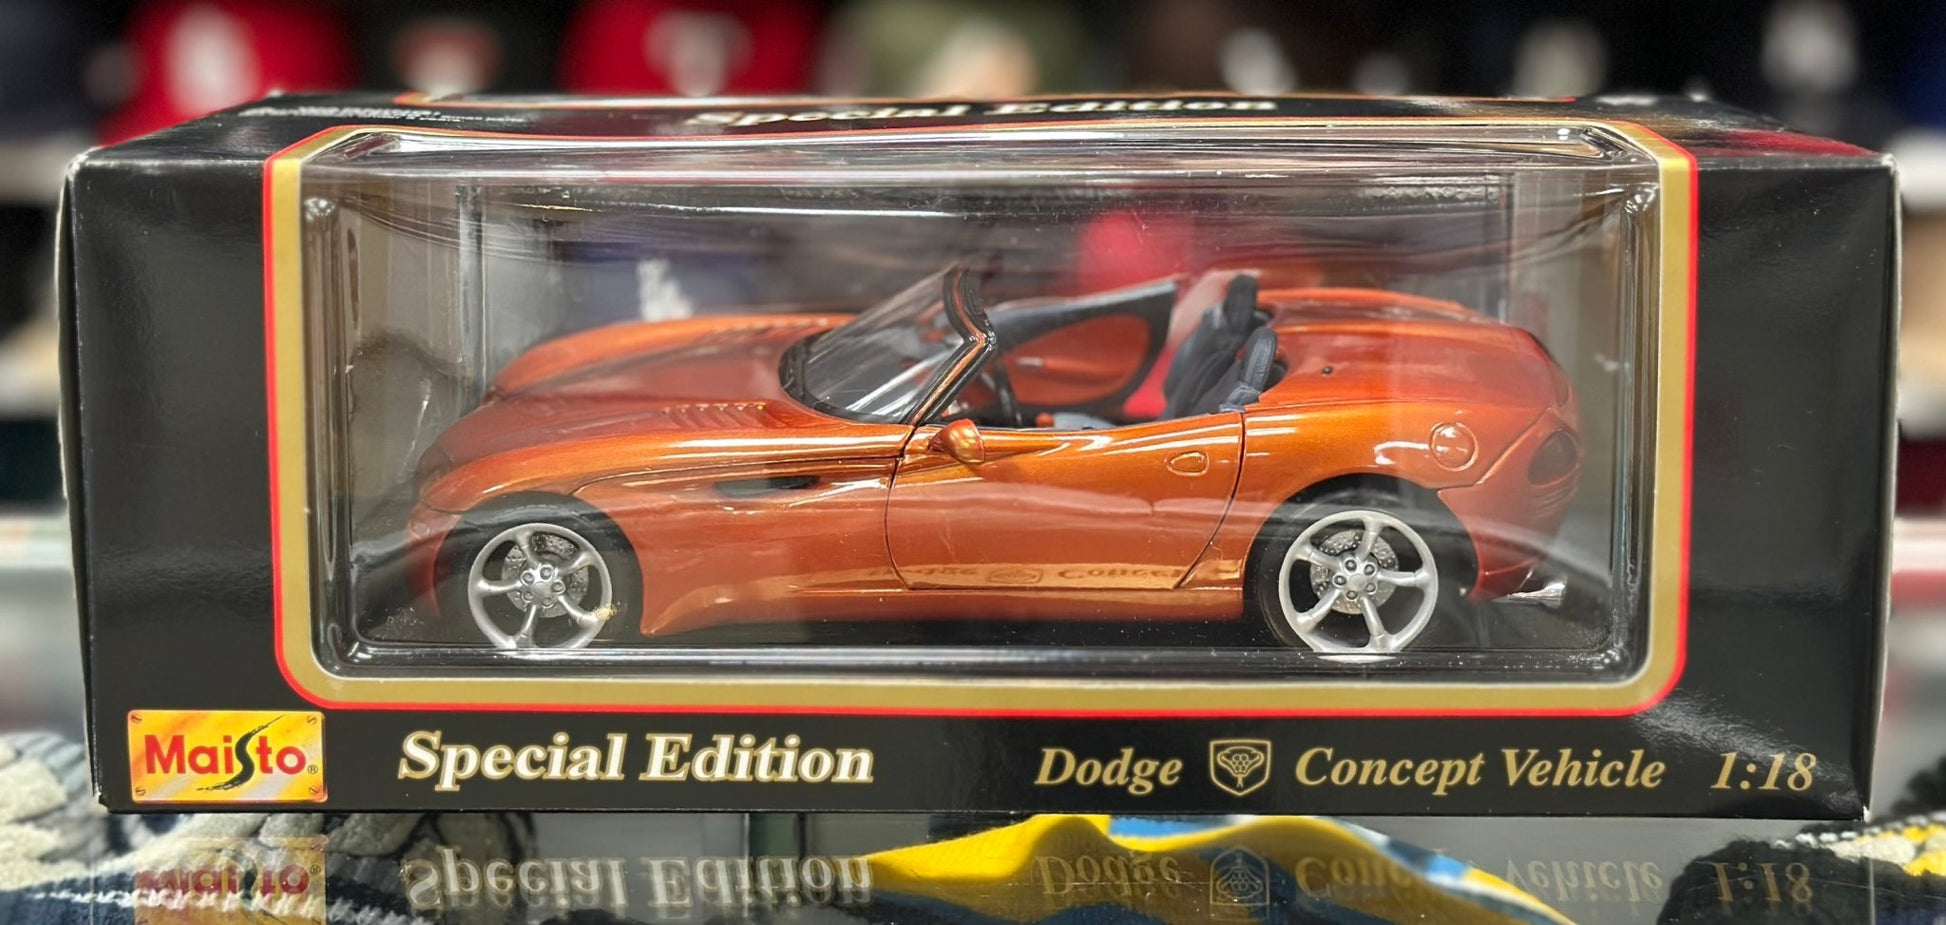 Special Edition
Maisto®
Special Edition
Dodge Concept Vehicle 1:18